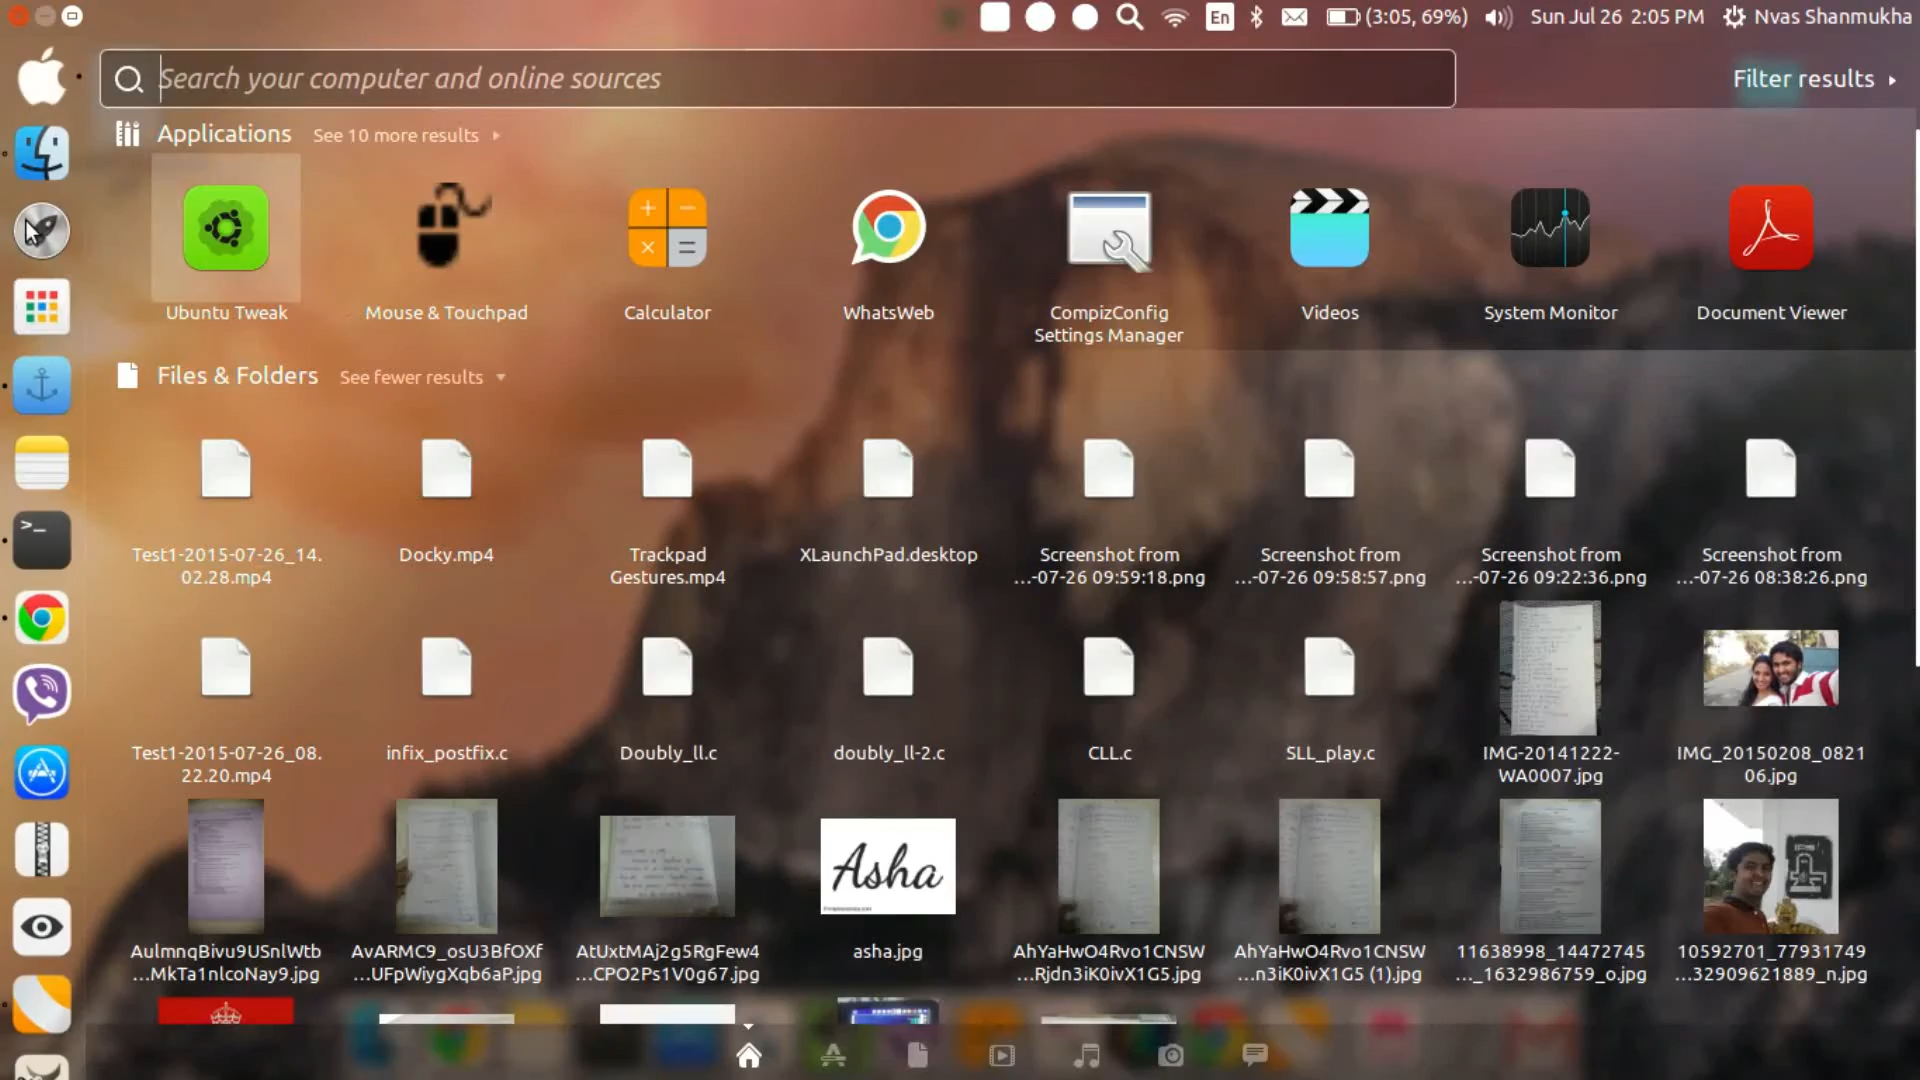 En
(3:05, 69%)
Sun Jul 26 2:05 PM
Nvas Shanmukha
Search your computer and online sources
Filter results
Applications See 10 more results
Ubuntu Tweak
Mouse & Touchpad
Calculator
WhatsWeb
CompizConfig
Settings Manager
Videos
System Monitor
Document Viewer
Files & Folders See fewer results
Test1-2015-07-26_14.
02.28.mp4
Docky.mp4
Trackpad
Gestures.mp4
XLaunchPad.desktop
Screenshot from
...-07-26 09:59:18.png
Screenshot from
...-07-26 09:58:57.png
Screenshot from
...-07-26 09:22:36.png
Screenshot from
...-07-26 08:38:26.png
Test1-2015-07-26_08.
22.20.mp4
infix_postfix.c
Doubly_ll.c
doubly_ll-2.c
CLL.c
SLL_play.c
IMG-20141222-
WA0007.jpg
IMG_20150208_0821
06.jpg
Asha
AulmnqBivu9USnlWtb
...MkTa1nlcoNay9.jpg
AvARMC9_osU3BfOXf
...UFpWiygXqb6aP.jpg
AtUxtMAj2g5RgFew4
...CPO2Ps1V0g67.jpg
asha.jpg
AhYaHwO4Rvo1CNSW
...Rjdn3iK0ivX1G5.jpg
AhYaHwO4Rvo1CNSW
...n3iK0ivX1G5 (1).jpg
11638998_14472745
..._1632986759_o.jpg
10592701_77931749
...32909621889_n.jpg